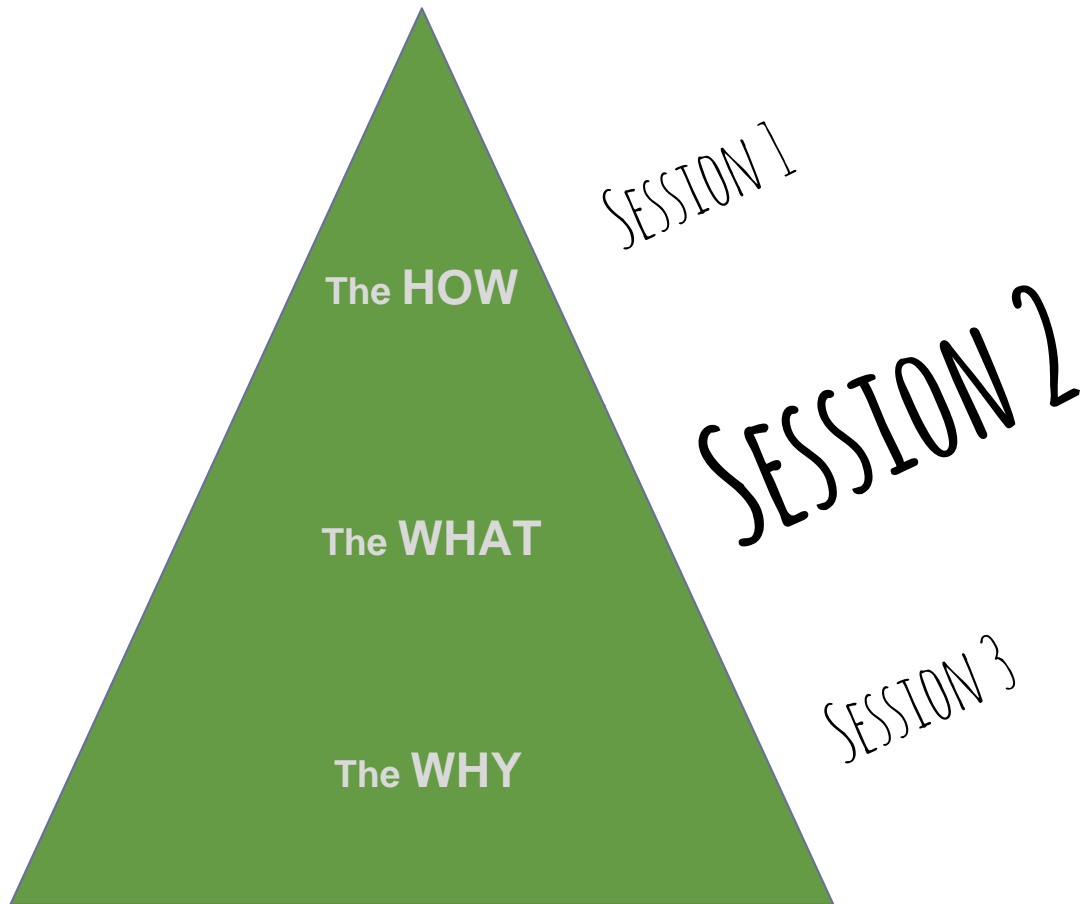 Session 1
The HOW
Session 2
The WHAT
Session 3
The WHY